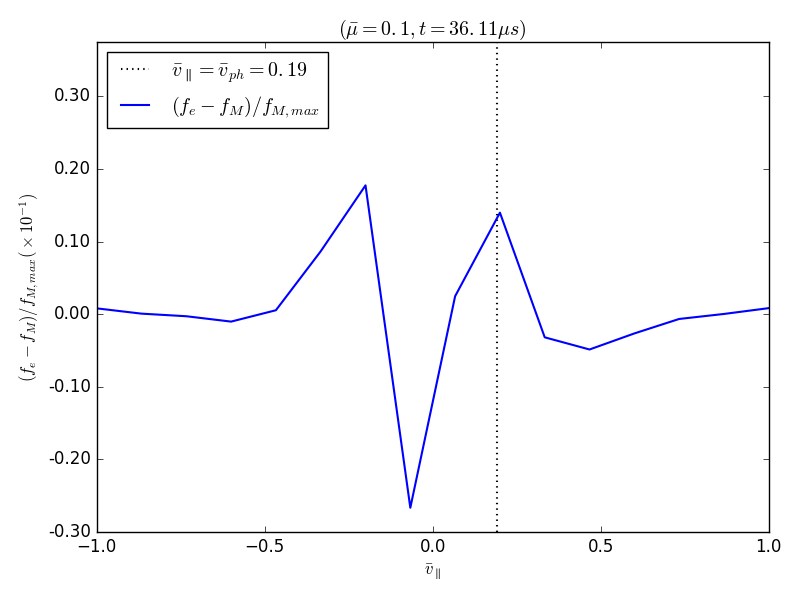 (μ̄ = 0.1, t = 36.11μs)
v̄∥ = v̄ph = 0.19
(fe − fM)/fM,max
0.30
0.20
0.10
0.00
-0.10
-0.20
-0.30
(fe − fM)/fM,max(×10⁻¹)
−1.0 −0.5 0.0 0.5 1.0
v̄∥